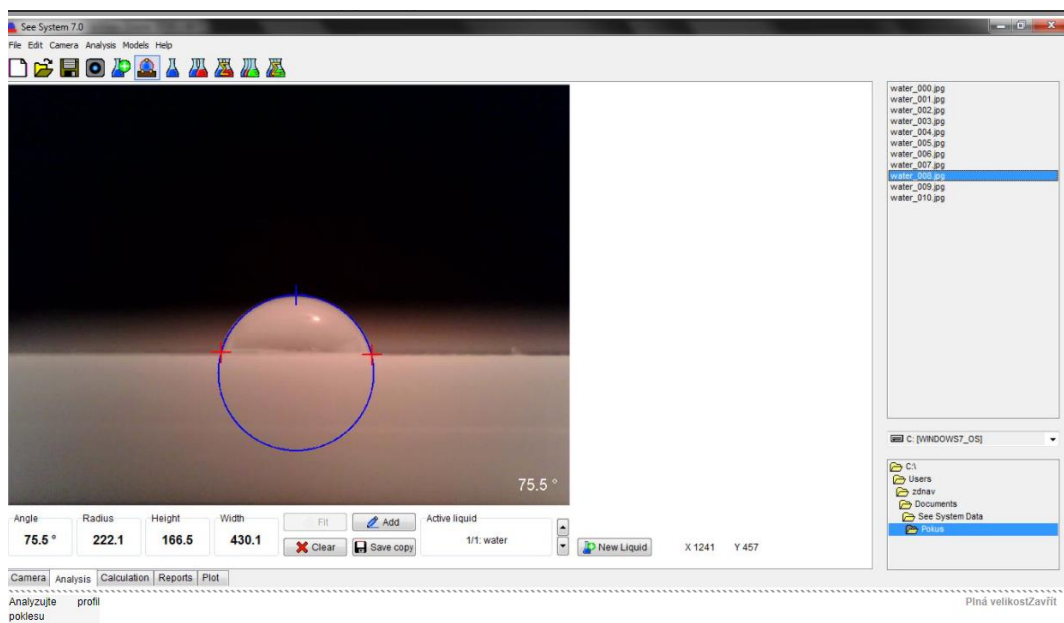 See System 7.0
File Edit Camera Analysis Models Help
water_000.jpg
water_001.jpg
water_002.jpg
water_003.jpg
water_004.jpg
water_005.jpg
water_006.jpg
water_007.jpg
water_008.jpg
water_009.jpg
water_010.jpg
75.5 °
C: [WINDOWS7_OS]
C:\
Users
zdnav
Documents
See System Data
Pokus
Angle Radius Height Width Fit Add Active liquid
75.5 ° 222.1 166.5 430.1 Clear Save copy 1/1: water New Liquid X 1241 Y 457
Camera Analysis Calculation Reports Plot
Analyzujte profil
poklesu
Plná velikostZavřít